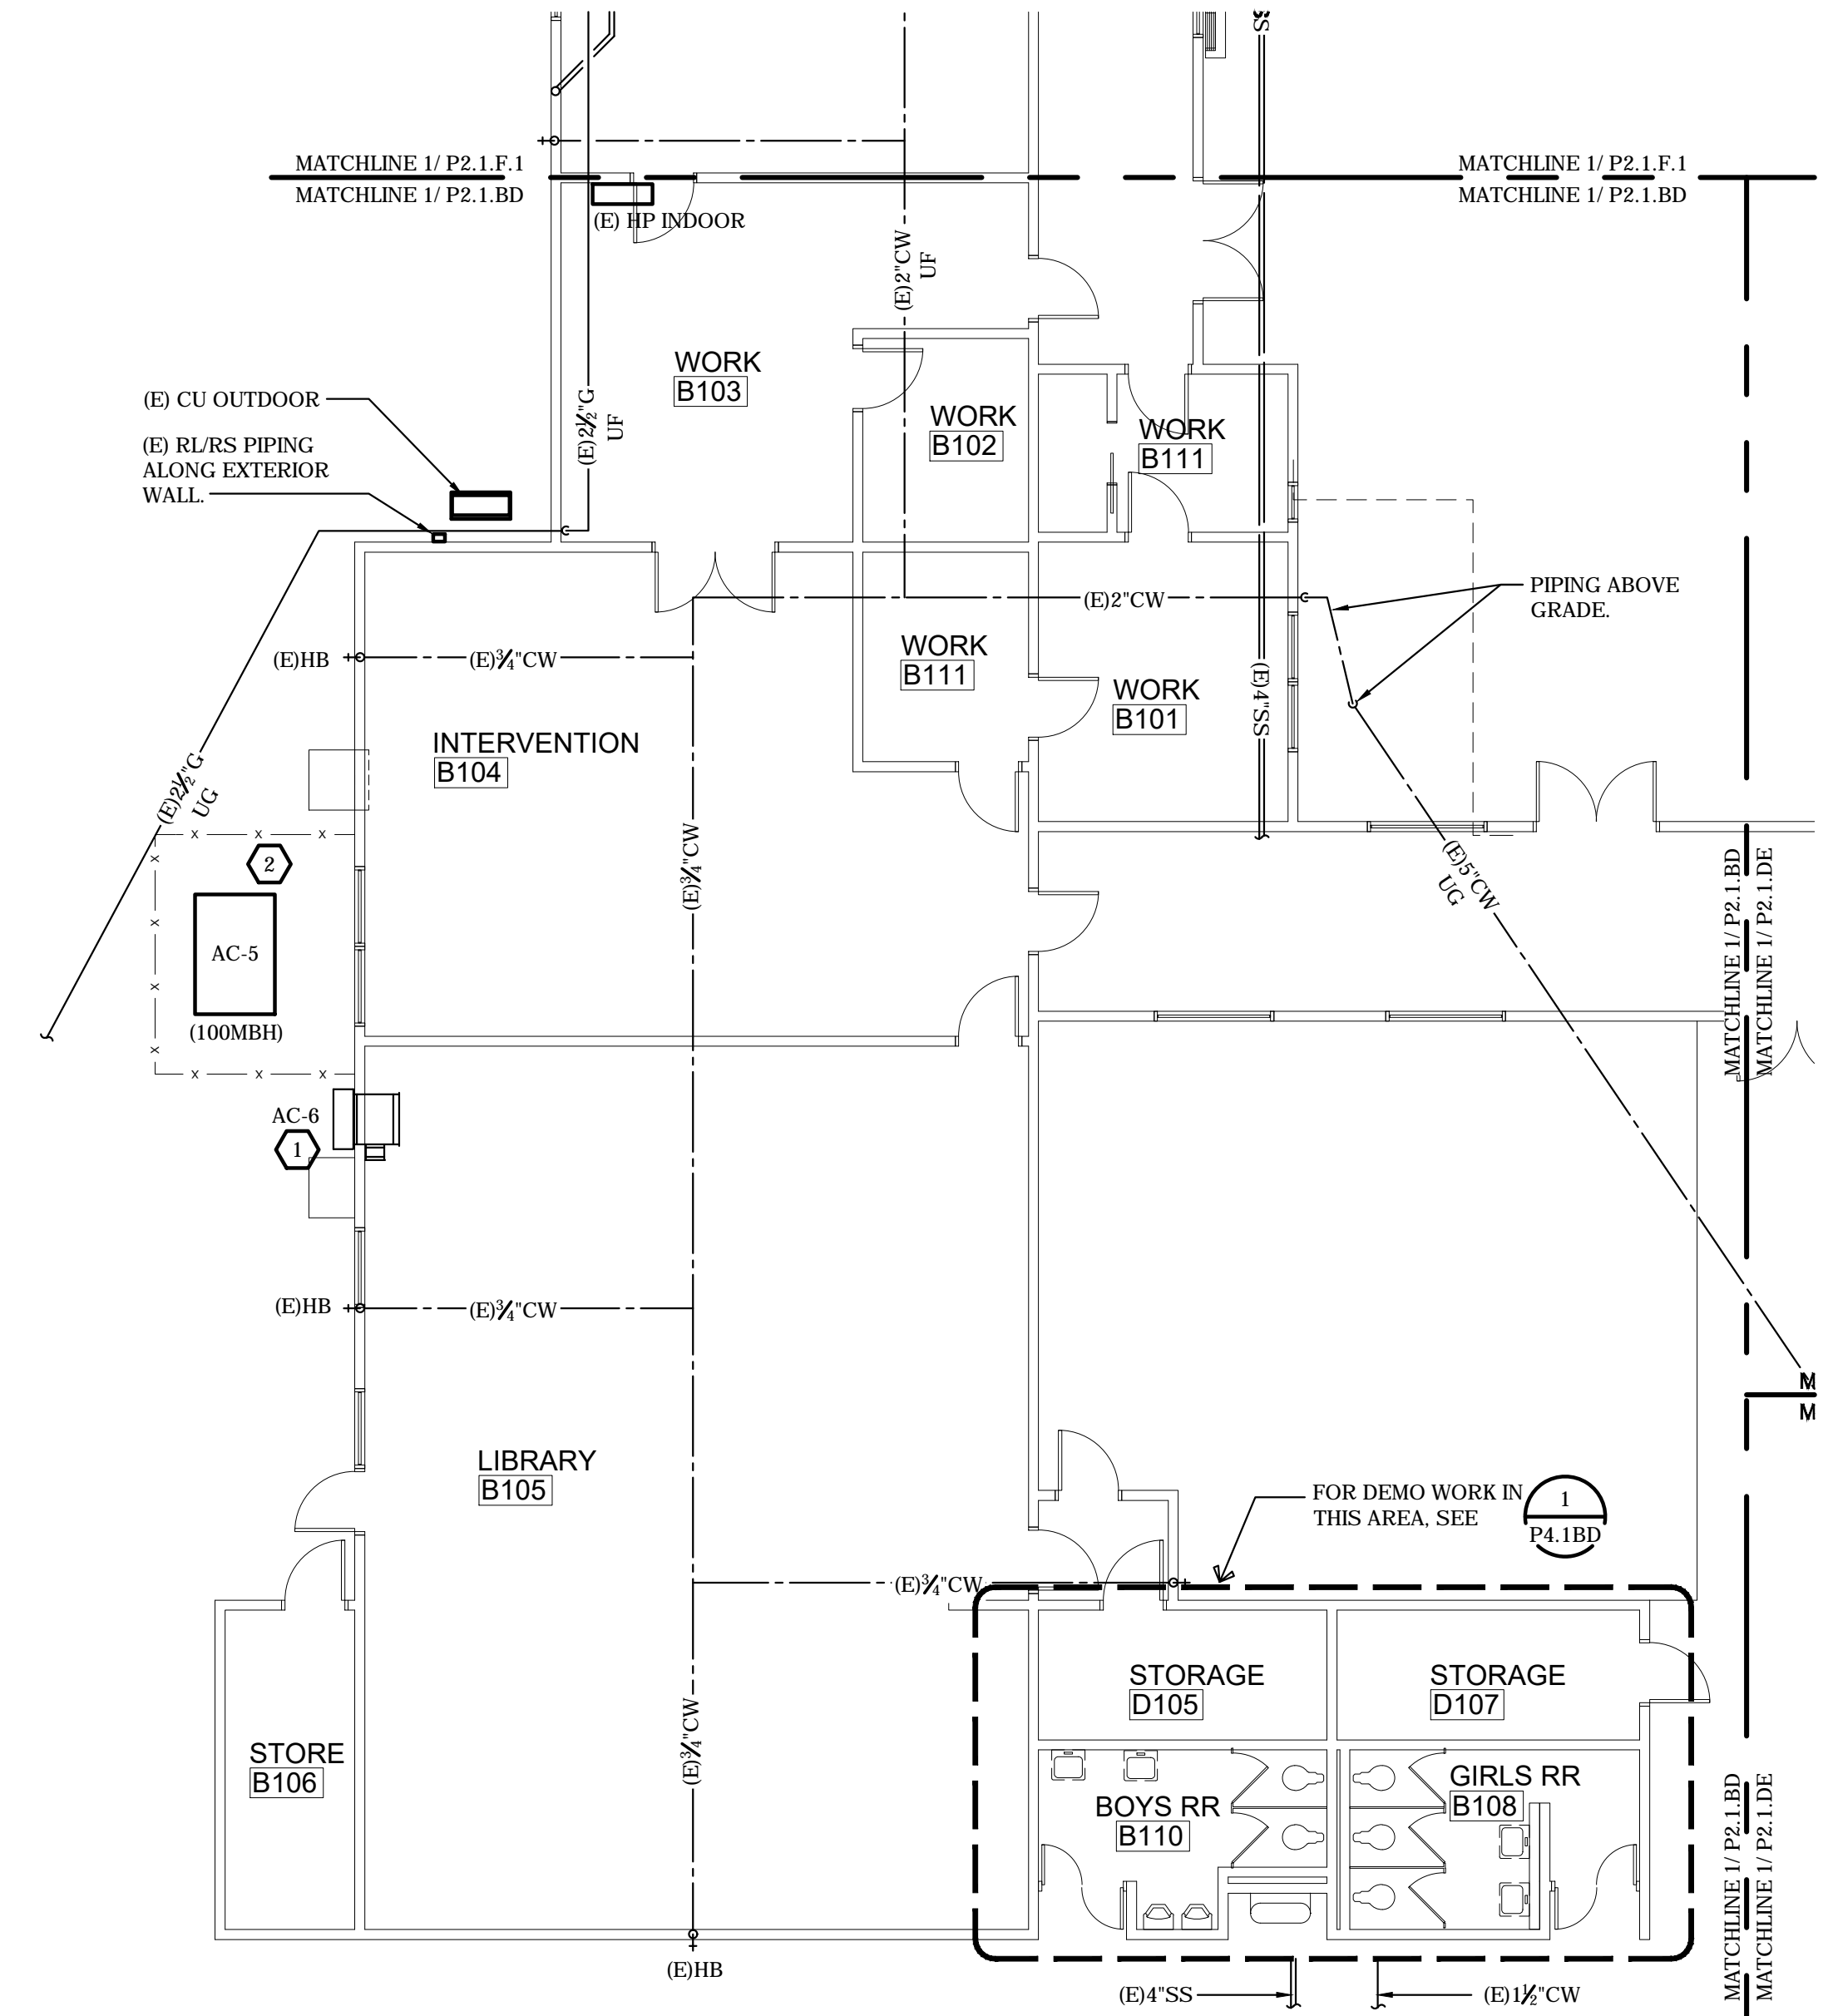 SS
MATCHLINE 1/ P2.1.F.1
MATCHLINE 1/ P2.1.BD
MATCHLINE 1/ P2.1.F.1
MATCHLINE 1/ P2.1.BD
(E) HP INDOOR
(E)2"CW
UF
WORK
B103
(E) CU OUTDOOR
(E)2½"G
UF
WORK
B102
WORK
B111
(E) RL/RS PIPING
ALONG EXTERIOR
WALL.
PIPING ABOVE
GRADE.
(E)2"CW
(E)HB
(E)¾"CW
WORK
B111
(E)4"SS
WORK
B101
INTERVENTION
B104
(E)2½"G
UG
2
(E)¾"CW
(E)5"CW
UG
MATCHLINE 1/ P2.1.BD
MATCHLINE 1/ P2.1.DE
AC-5
(100MBH)
AC-6
1
(E)HB
(E)¾"CW
M
M
LIBRARY
B105
FOR DEMO WORK IN
THIS AREA, SEE
1
P4.1BD
(E)¾"CW
STORAGE
D105
STORAGE
D107
(E)¾"CW
STORE
B106
BOYS RR
B110
GIRLS RR
B108
MATCHLINE 1/ P2.1.BD
MATCHLINE 1/ P2.1.DE
(E)HB
(E)4"SS
(E)1½"CW